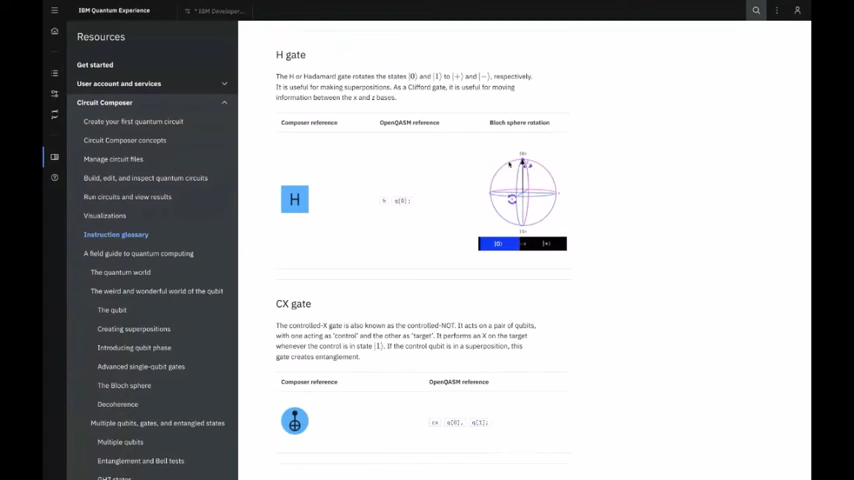 IBM Quantum Experience
* IBM Developer...
Resources
Get started
User account and services
Circuit Composer
Create your first quantum circuit
Circuit Composer concepts
Manage circuit files
Build, edit, and inspect quantum circuits
Run circuits and view results
Visualizations
Instruction glossary
A field guide to quantum computing
The quantum world
The weird and wonderful world of the qubit
The qubit
Creating superpositions
Introducing qubit phase
Advanced single-qubit gates
The Bloch sphere
Decoherence
Multiple qubits, gates, and entangled states
Multiple qubits
Entanglement and Bell tests
GHZ states
H gate
The H or Hadamard gate rotates the states |0⟩ and |1⟩ to |+⟩ and |−⟩, respectively.
It is useful for making superpositions. As a Clifford gate, it is useful for moving
information between the x and z bases.
Composer reference OpenQASM reference Bloch sphere rotation
H
h q[0];
|0⟩ |+⟩
CX gate
The controlled-X gate is also known as the controlled-NOT. It acts on a pair of qubits,
with one acting as 'control' and the other as 'target'. It performs an X on the target
whenever the control is in state |1⟩. If the control qubit is in a superposition, this
gate creates entanglement.
Composer reference OpenQASM reference
cx q[0], q[1];